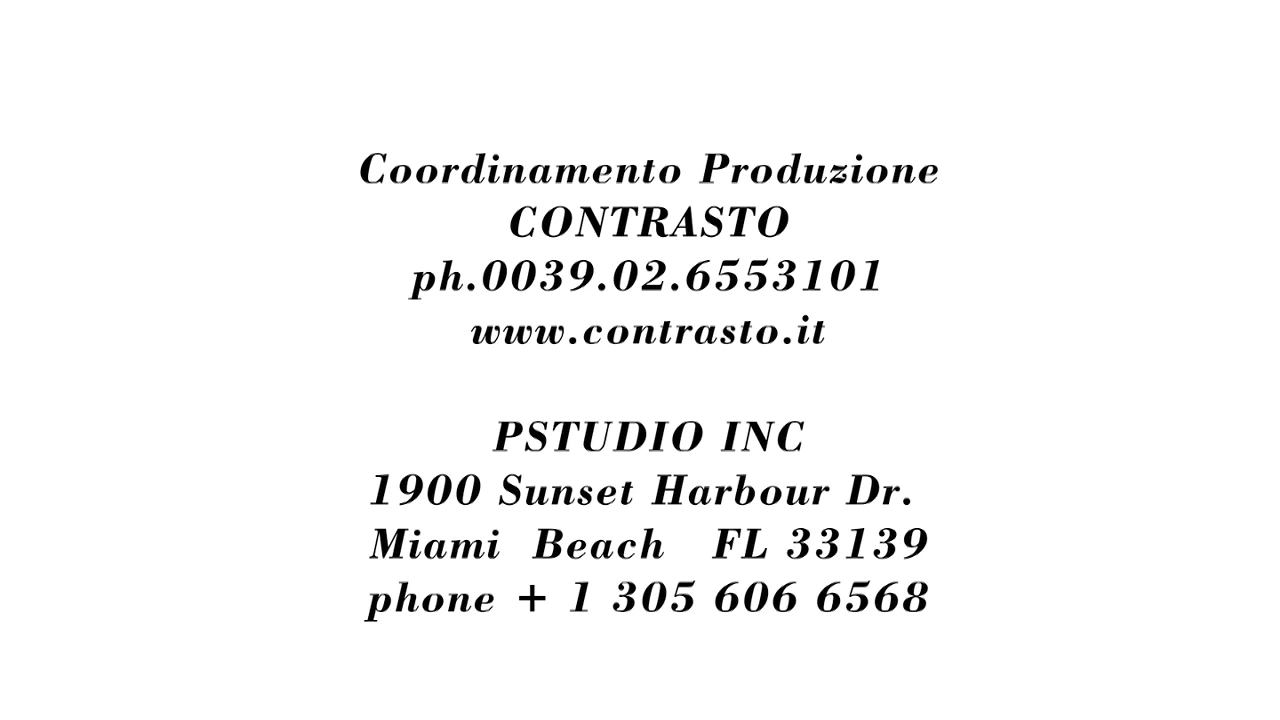 Coordinamento Produzione
CONTRASTO
ph.0039.02.6553101
www.contrasto.it
PSTUDIO INC
1900 Sunset Harbour Dr.
Miami Beach FL 33139
phone + 1 305 606 6568